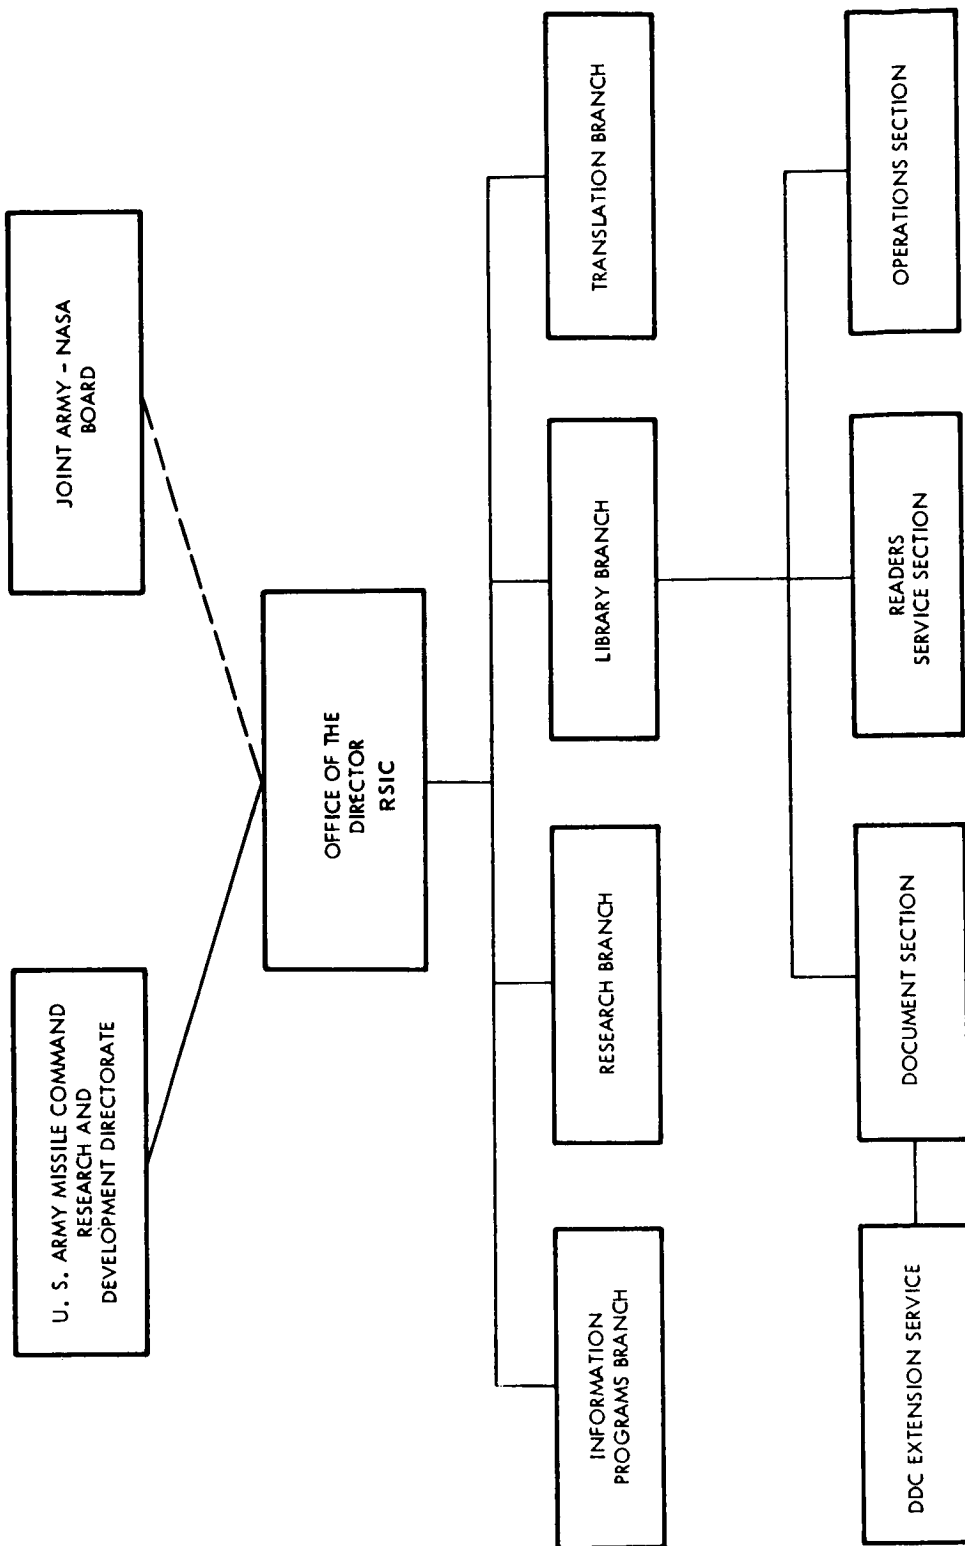 U. S. ARMY MISSILE COMMAND
RESEARCH AND
DEVELOPMENT DIRECTORATE
JOINT ARMY - NASA
BOARD
OFFICE OF THE
DIRECTOR
RSIC
INFORMATION
PROGRAMS BRANCH
RESEARCH BRANCH
LIBRARY BRANCH
TRANSLATION BRANCH
DDC EXTENSION SERVICE
DOCUMENT SECTION
READERS
SERVICE SECTION
OPERATIONS SECTION